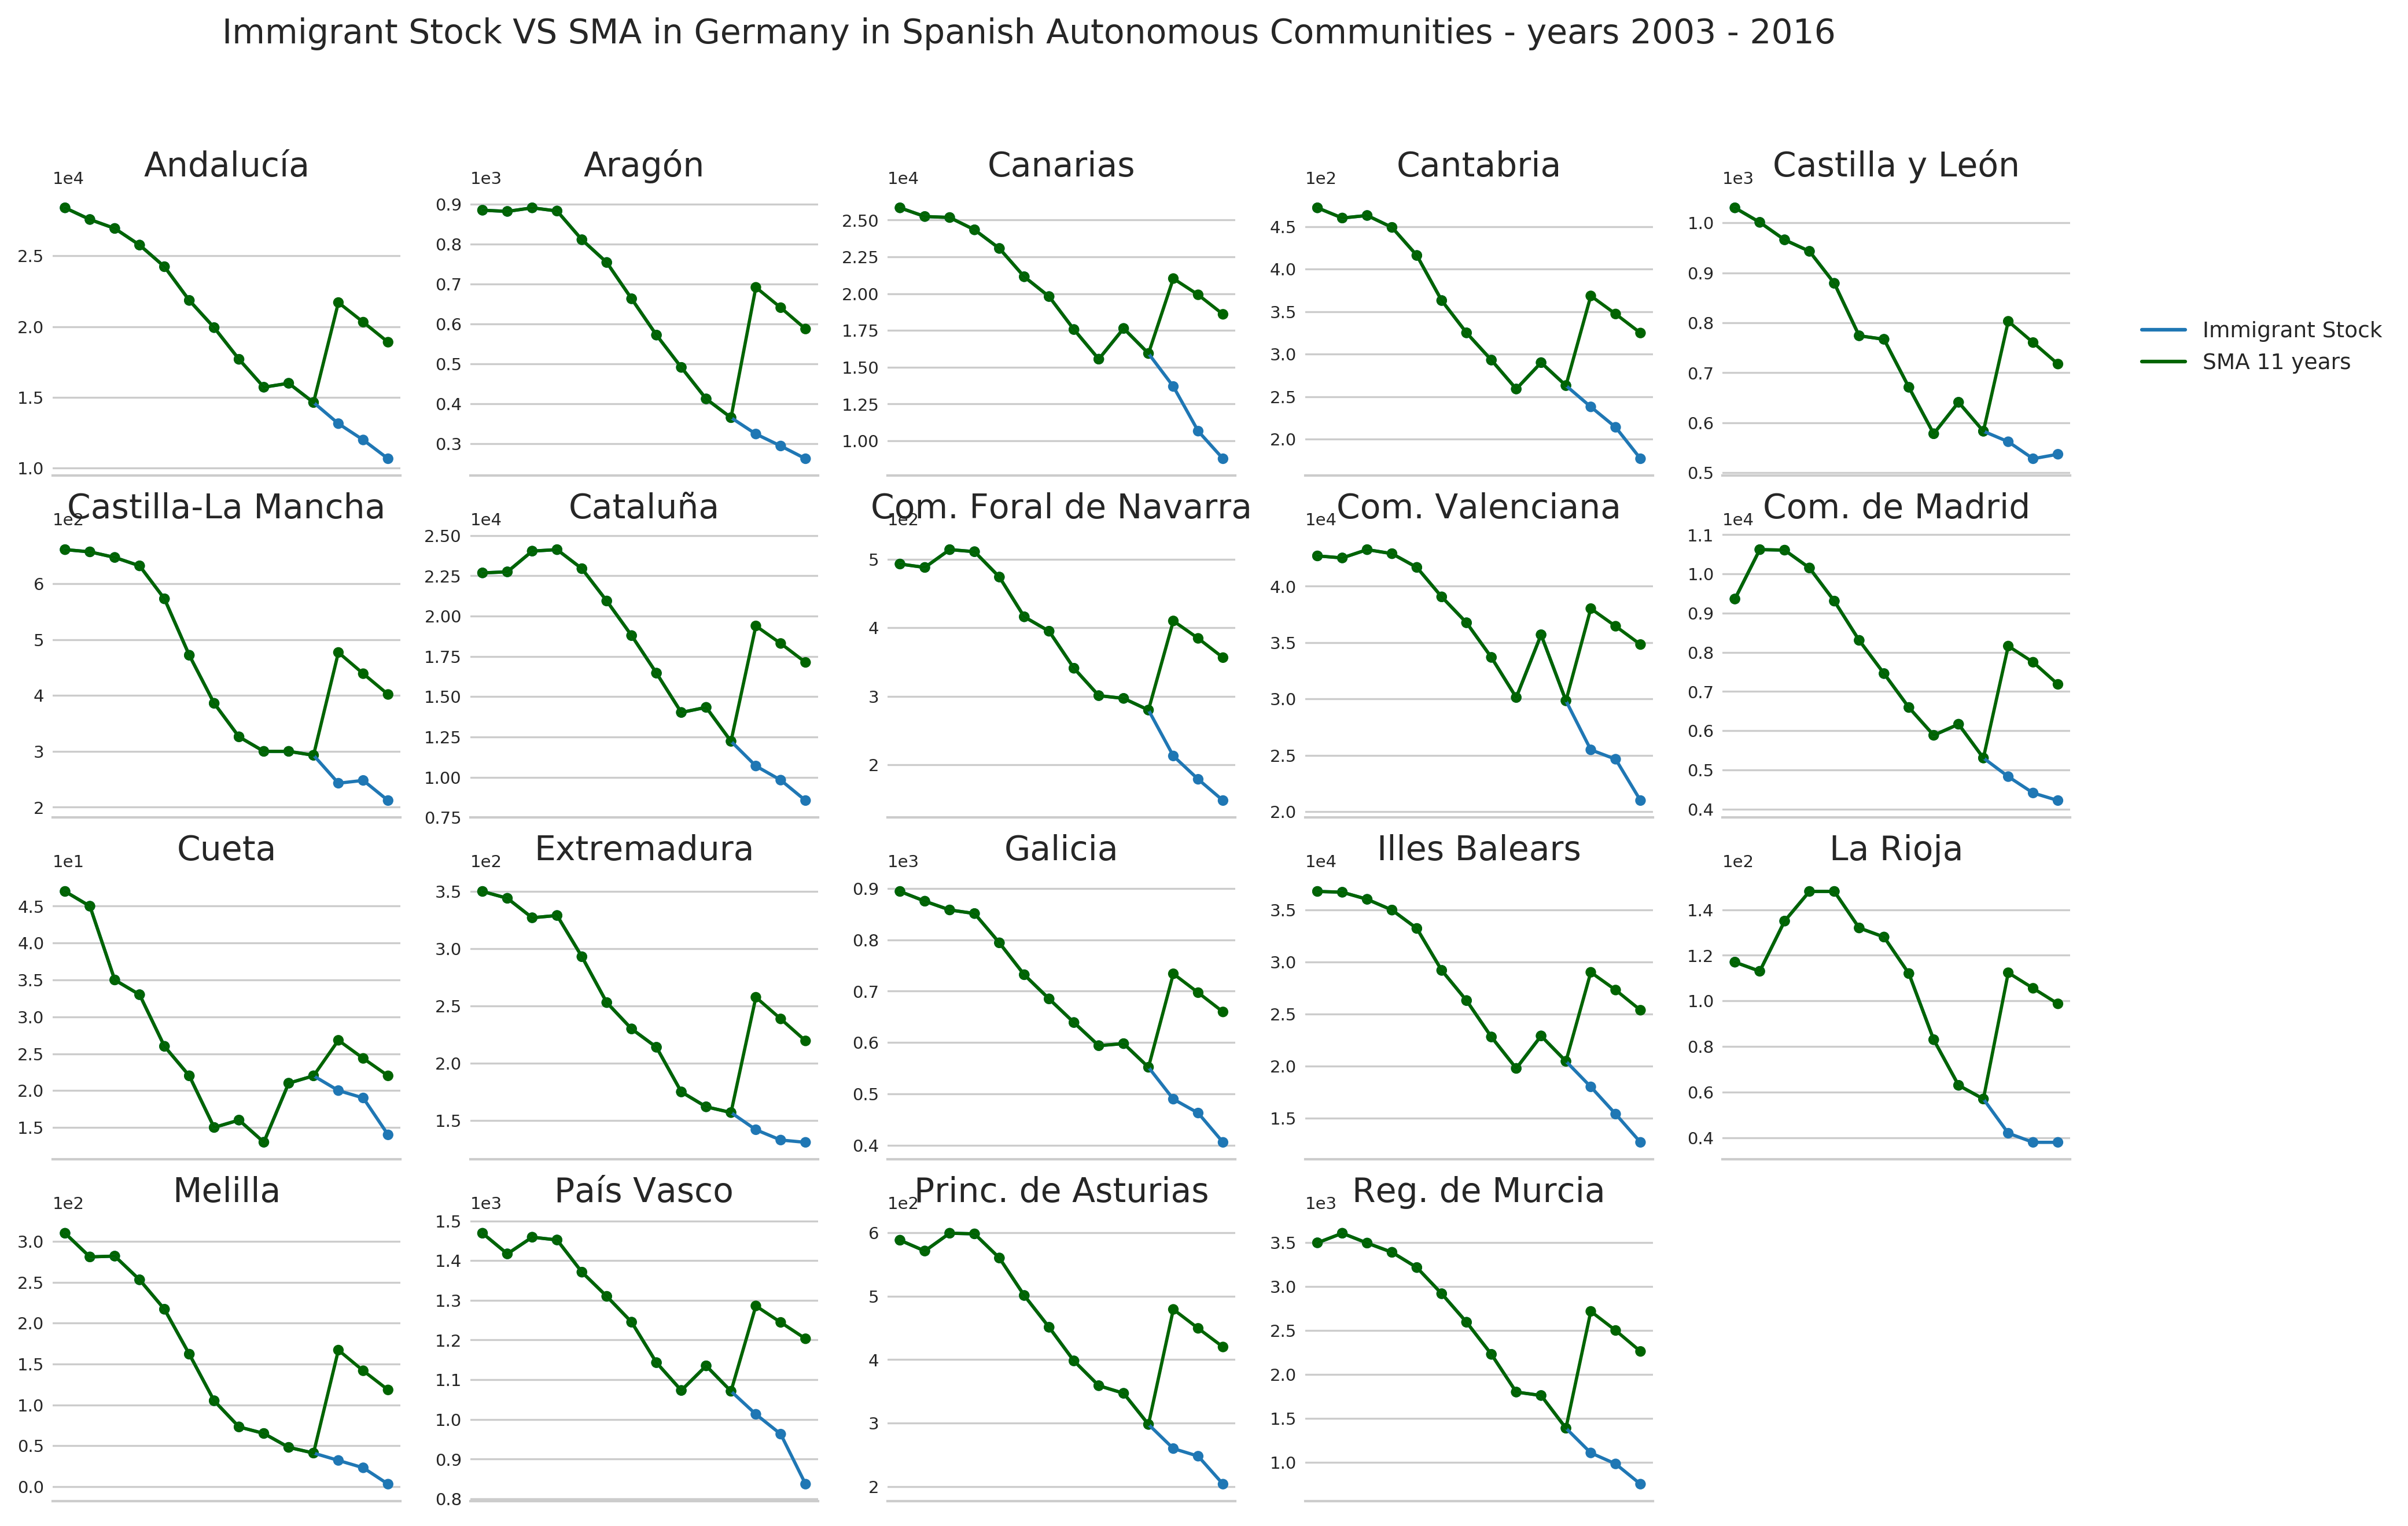 Immigrant Stock VS SMA in Germany in Spanish Autonomous Communities - years 2003 - 2016
Andalucía
1e4
2.5
2.0
1.5
1.0
Aragón
1e3
0.9
0.8
0.7
0.6
0.5
0.4
0.3
Canarias
1e4
2.50
2.25
2.00
1.75
1.50
1.25
1.00
Cantabria
1e2
4.5
4.0
3.5
3.0
2.5
2.0
Castilla y León
1e3
1.0
0.9
0.8
0.7
0.6
0.5
Immigrant Stock
SMA 11 years
Castilla-La Mancha
1e2
6
5
4
3
2
Cataluña
1e4
2.50
2.25
2.00
1.75
1.50
1.25
1.00
0.75
Com. Foral de Navarra
1e2
5
4
3
2
Com. Valenciana
1e4
4.0
3.5
3.0
2.5
2.0
Com. de Madrid
1e4
1.1
1.0
0.9
0.8
0.7
0.6
0.5
0.4
Cueta
1e1
4.5
4.0
3.5
3.0
2.5
2.0
1.5
Extremadura
1e2
3.5
3.0
2.5
2.0
1.5
Galicia
1e3
0.9
0.8
0.7
0.6
0.5
0.4
Illes Balears
1e4
3.5
3.0
2.5
2.0
1.5
La Rioja
1e2
1.4
1.2
1.0
0.8
0.6
0.4
Melilla
1e2
3.0
2.5
2.0
1.5
1.0
0.5
0.0
País Vasco
1e3
1.5
1.4
1.3
1.2
1.1
1.0
0.9
0.8
Princ. de Asturias
1e2
6
5
4
3
2
Reg. de Murcia
1e3
3.5
3.0
2.5
2.0
1.5
1.0